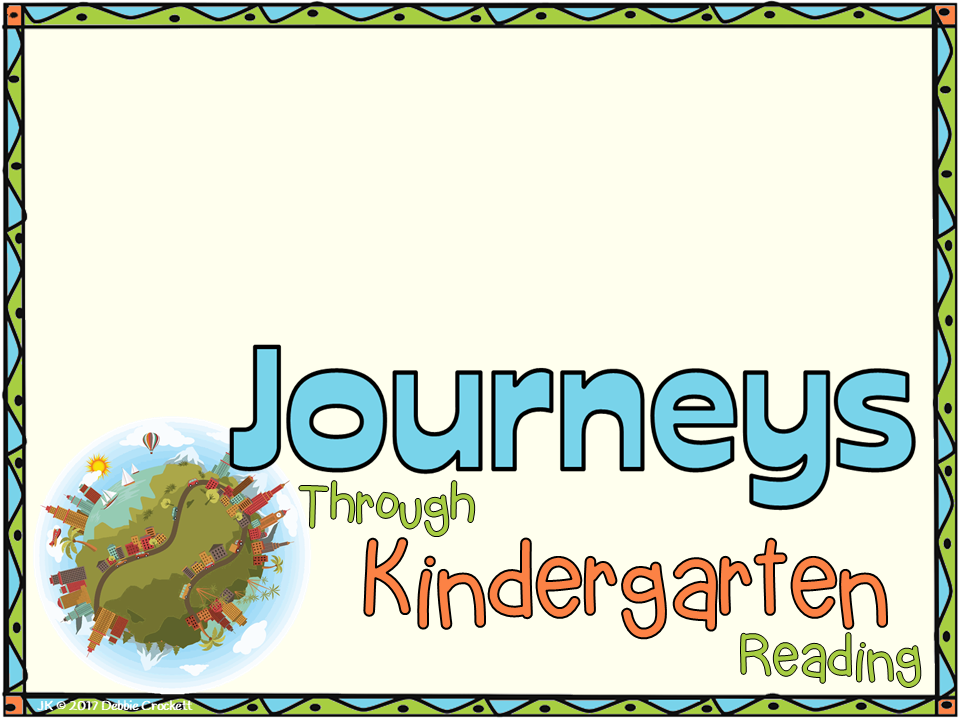 Journeys
Through
Kindergarten
Reading
JK © 2017 Debbie Crockett